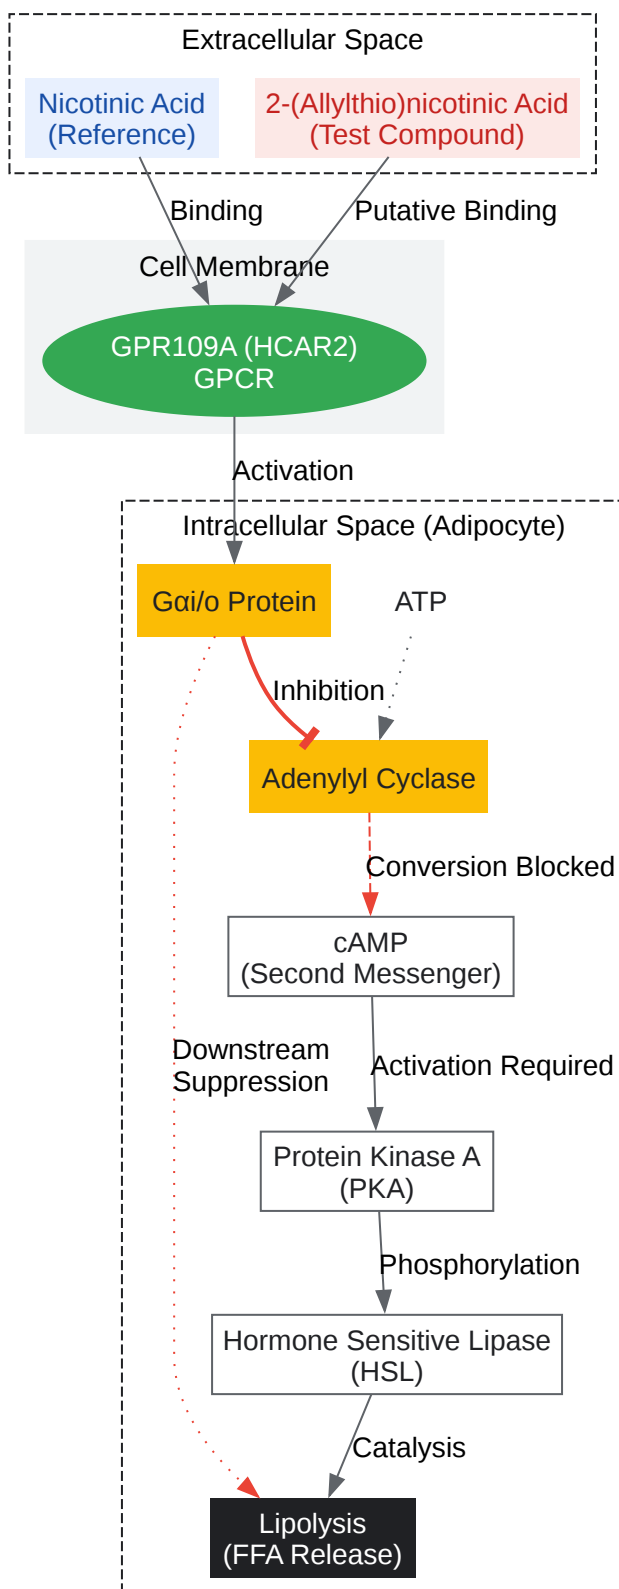 Extracellular Space
Nicotinic Acid
(Reference)
2-(Allylthio)nicotinic Acid
(Test Compound)
Binding
Putative Binding
Cell Membrane
GPR109A (HCAR2)
GPCR
Activation
Intracellular Space (Adipocyte)
Gαi/o Protein
ATP
Inhibition
Adenylyl Cyclase
Conversion Blocked
cAMP
(Second Messenger)
Downstream
Suppression
Activation Required
Protein Kinase A
(PKA)
Phosphorylation
Hormone Sensitive Lipase
(HSL)
Catalysis
Lipolysis
(FFA Release)